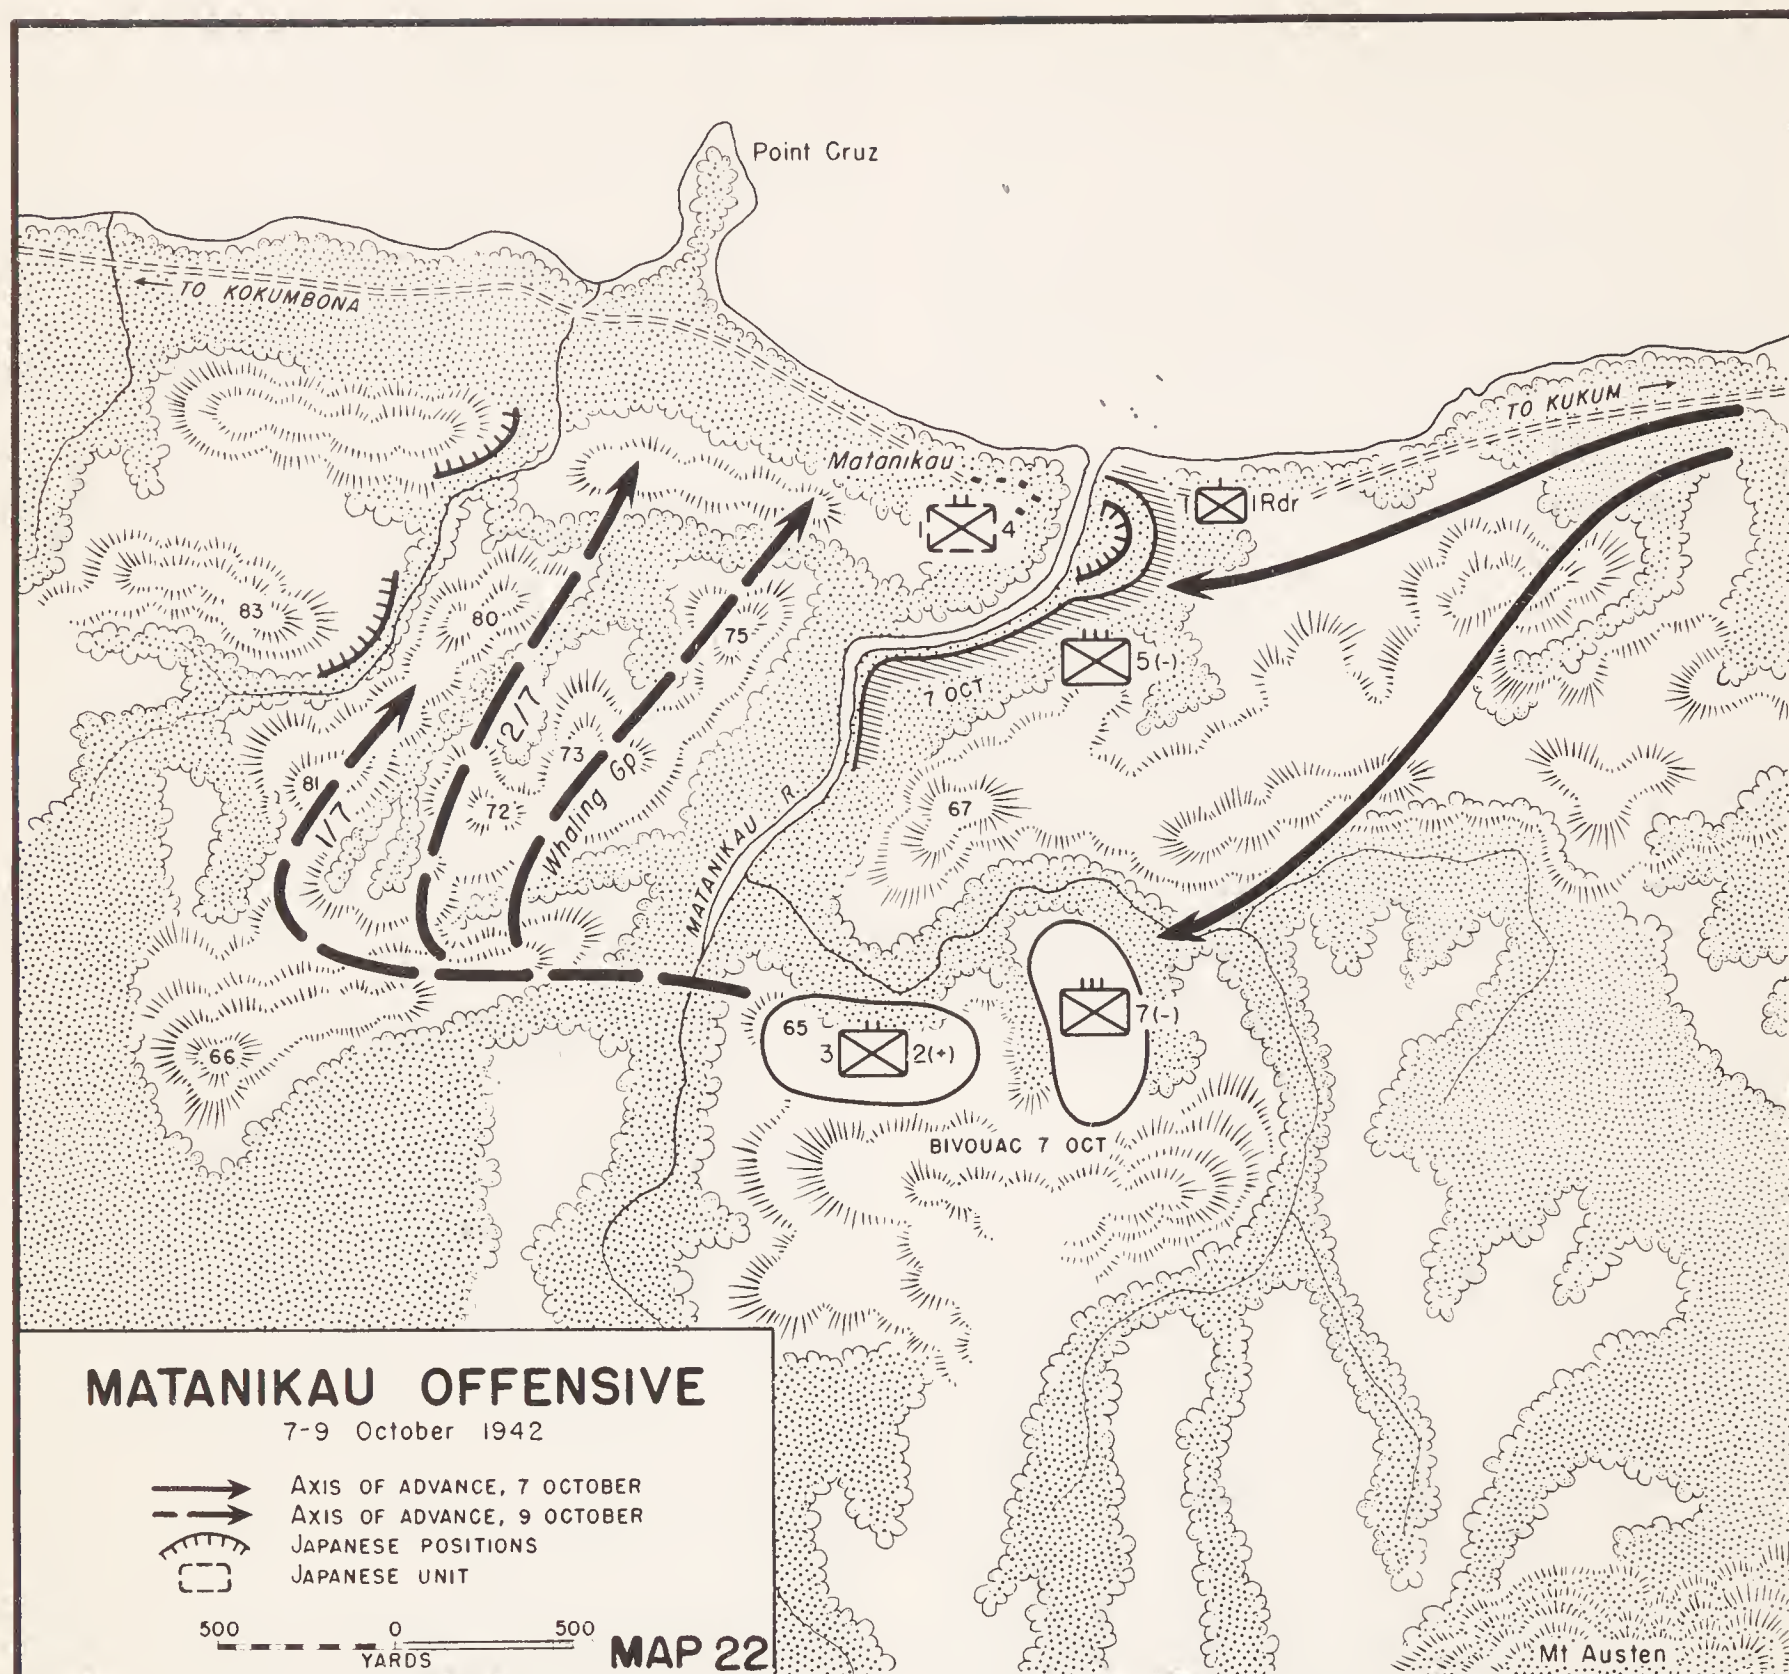 Point Cruz
← TO KOKUMBONA
TO KUKUM →
Matanikau
1 4
1 1Rdr
5(-)
7 OCT
83
80
75
2/7
73
Whaling Gp
81
1/7
72
67
MATANIKAU R.
65
3 2(+)
7(-)
66
BIVOUAC 7 OCT
MATANIKAU OFFENSIVE
7-9 October 1942
AXIS OF ADVANCE, 7 OCTOBER
AXIS OF ADVANCE, 9 OCTOBER
JAPANESE POSITIONS
JAPANESE UNIT
500 0 500
YARDS
MAP 22
Mt Austen